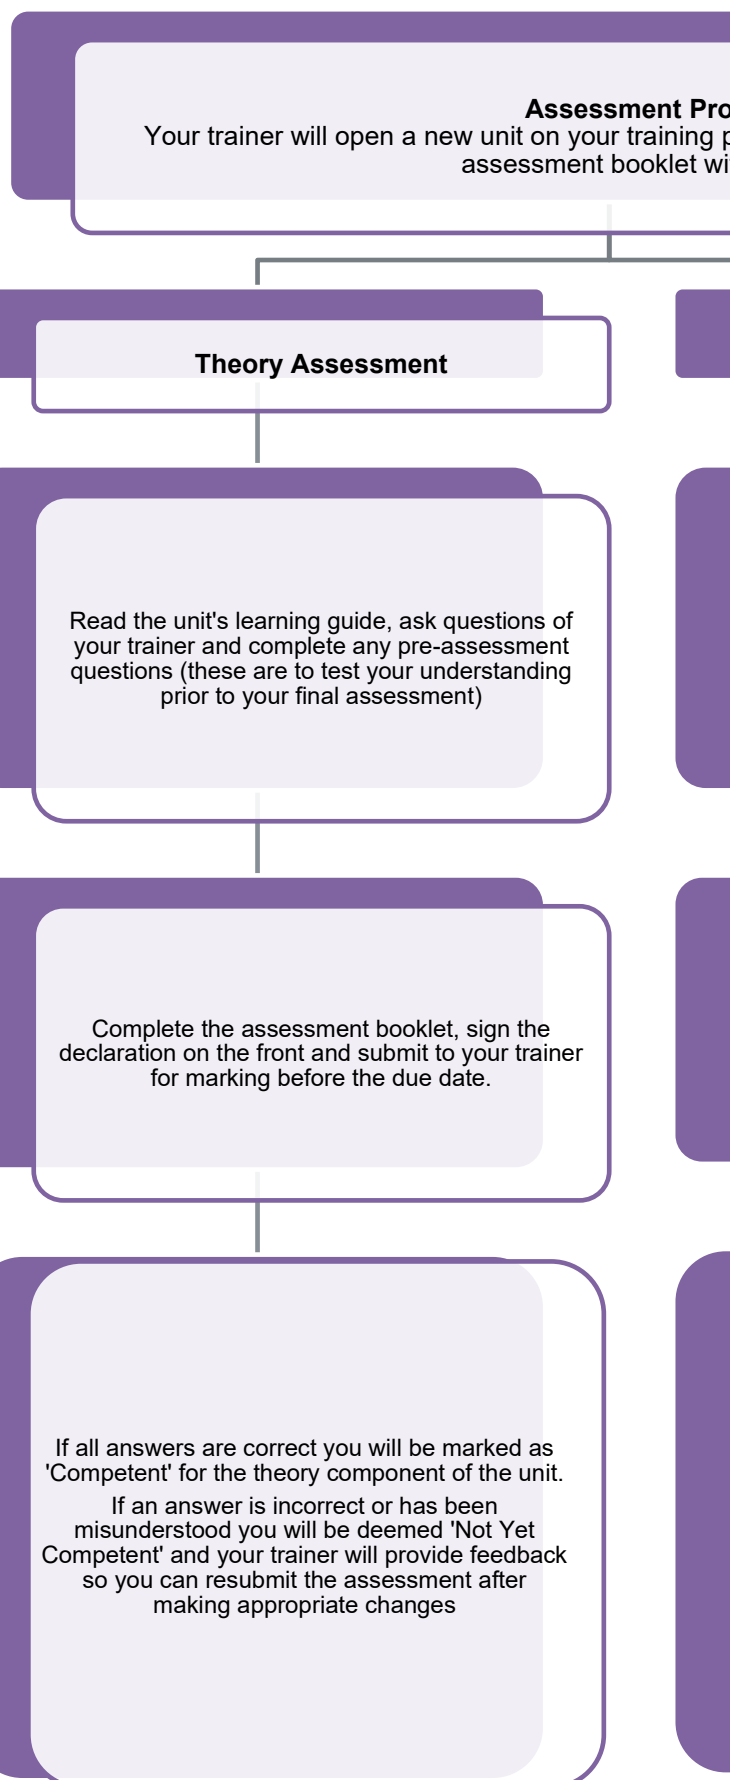 Assessment Pro
Your trainer will open a new unit on your training p
assessment booklet wi
Theory Assessment
Read the unit's learning guide, ask questions of
your trainer and complete any pre-assessment
questions (these are to test your understanding
prior to your final assessment)
Complete the assessment booklet, sign the
declaration on the front and submit to your trainer
for marking before the due date.
If all answers are correct you will be marked as
'Competent' for the theory component of the unit.
If an answer is incorrect or has been
misunderstood you will be deemed 'Not Yet
Competent' and your trainer will provide feedback
so you can resubmit the assessment after
making appropriate changes